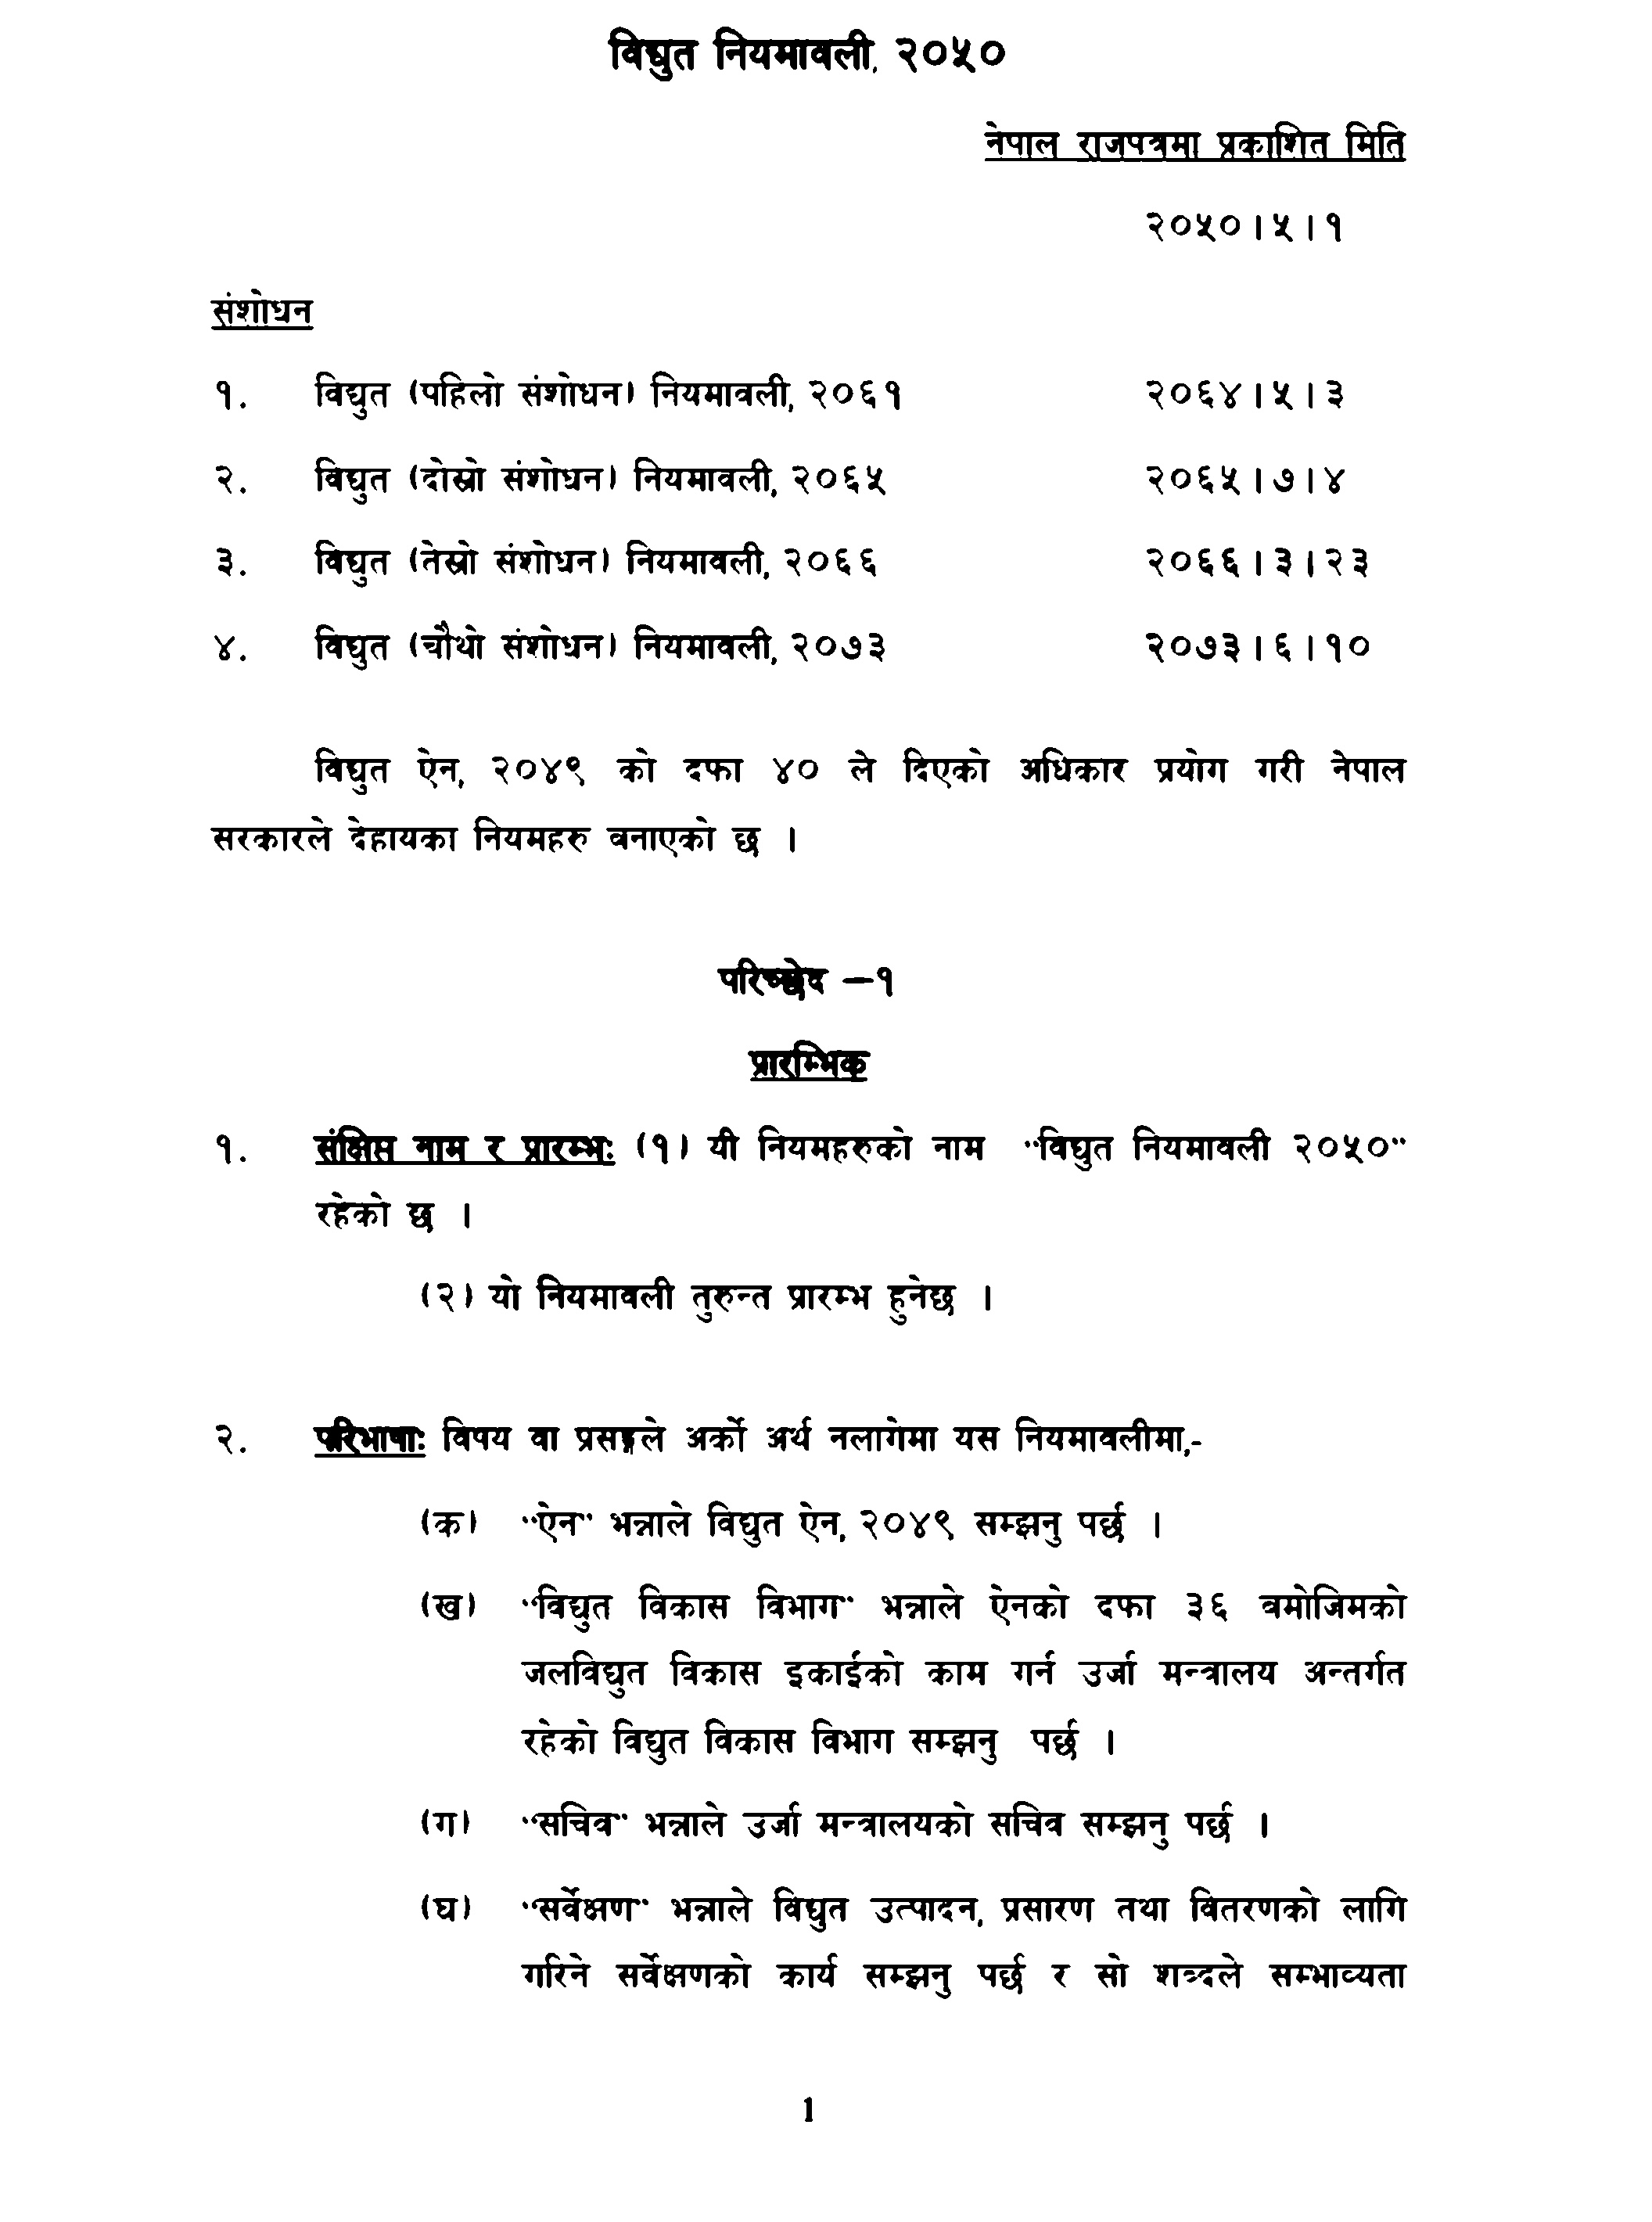 विद्युत नियमावली, २०५०
नेपाल राजपत्रमा प्रकाशित मिति
२०५०।५।१
संशोधन
१. विद्युत (पहिलो संशोधन) नियमावली, २०६१ २०६४।५।३
२. विद्युत (दोस्रो संशोधन) नियमावली, २०६५ २०६५।७।४
३. विद्युत (तेस्रो संशोधन) नियमावली, २०६६ २०६६।३।२३
४. विद्युत (चौथो संशोधन) नियमावली, २०७३ २०७३।६।१०
विद्युत ऐन, २०४९ को दफा ४० ले दिएको अधिकार प्रयोग गरी नेपाल
सरकारले देहायका नियमहरु बनाएको छ ।
परिच्छेद –१
प्रारम्भिक
१. संक्षिप्त नाम र प्रारम्भः (१) यी नियमहरुको नाम "विद्युत नियमावली २०५०"
रहेको छ ।
(२) यो नियमावली तुरुन्त प्रारम्भ हुनेछ ।
२. परिभाषाः विषय वा प्रसङ्गले अर्को अर्थ नलागेमा यस नियमावलीमा,-
(क) "ऐन" भन्नाले विद्युत ऐन, २०४९ सम्झनु पर्छ ।
(ख) "विद्युत विकास विभाग" भन्नाले ऐनको दफा ३६ बमोजिमको
जलविद्युत विकास इकाईको काम गर्न उर्जा मन्त्रालय अन्तर्गत
रहेको विद्युत विकास विभाग सम्झनु पर्छ ।
(ग) "सचिव" भन्नाले उर्जा मन्त्रालयको सचिव सम्झनु पर्छ ।
(घ) "सर्वेक्षण" भन्नाले विद्युत उत्पादन, प्रसारण तथा वितरणको लागि
गरिने सर्वेक्षणको कार्य सम्झनु पर्छ र सो शब्दले सम्भाव्यता
1